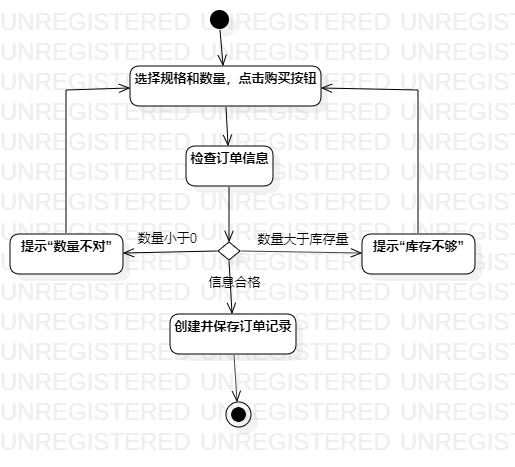 选择规格和数量，点击购买按钮
检查订单信息
数量小于0
数量大于库存量
提示“数量不对”
提示“库存不够”
信息合格
创建并保存订单记录
UNREGISTERED UNREGISTERED UNREGISTERED